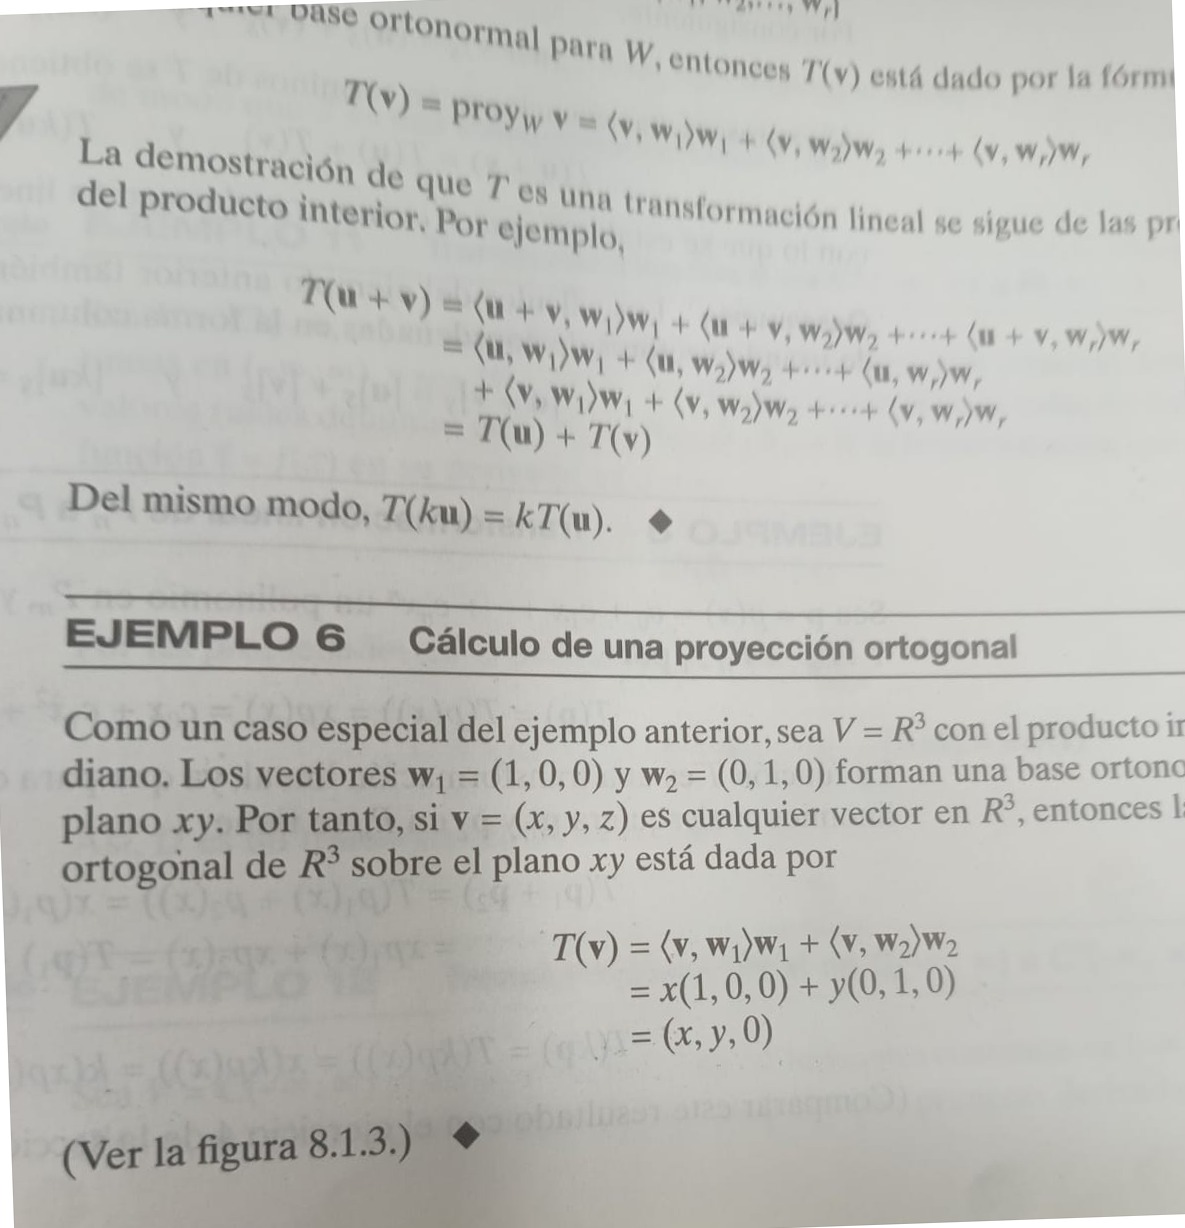 base ortonormal para W, entonces T(v) está dado por la
T(v) = proy_W v = ⟨v, w₁⟩w₁ + ⟨v, w₂⟩w₂ +···+ ⟨v, wᵣ⟩wᵣ
La demostración de que T es una transformación lineal se sigue de las
del producto interior. Por ejemplo,
T(u + v) = ⟨u + v, w₁⟩w₁ + ⟨u + v, w₂⟩w₂ +···+ ⟨u + v, wᵣ⟩wᵣ
= ⟨u, w₁⟩w₁ + ⟨u, w₂⟩w₂ +···+ ⟨u, wᵣ⟩wᵣ
+ ⟨v, w₁⟩w₁ + ⟨v, w₂⟩w₂ +···+ ⟨v, wᵣ⟩wᵣ
= T(u) + T(v)
Del mismo modo, T(ku) = kT(u). ◆
EJEMPLO 6 Cálculo de una proyección ortogonal
Como un caso especial del ejemplo anterior, sea V = R³ con el producto
diano. Los vectores w₁ = (1, 0, 0) y w₂ = (0, 1, 0) forman una base
plano xy. Por tanto, si v = (x, y, z) es cualquier vector en R³, entonces
ortogonal de R³ sobre el plano xy está dada por
T(v) = ⟨v, w₁⟩w₁ + ⟨v, w₂⟩w₂
= x(1, 0, 0) + y(0, 1, 0)
= (x, y, 0)
(Ver la figura 8.1.3.) ◆